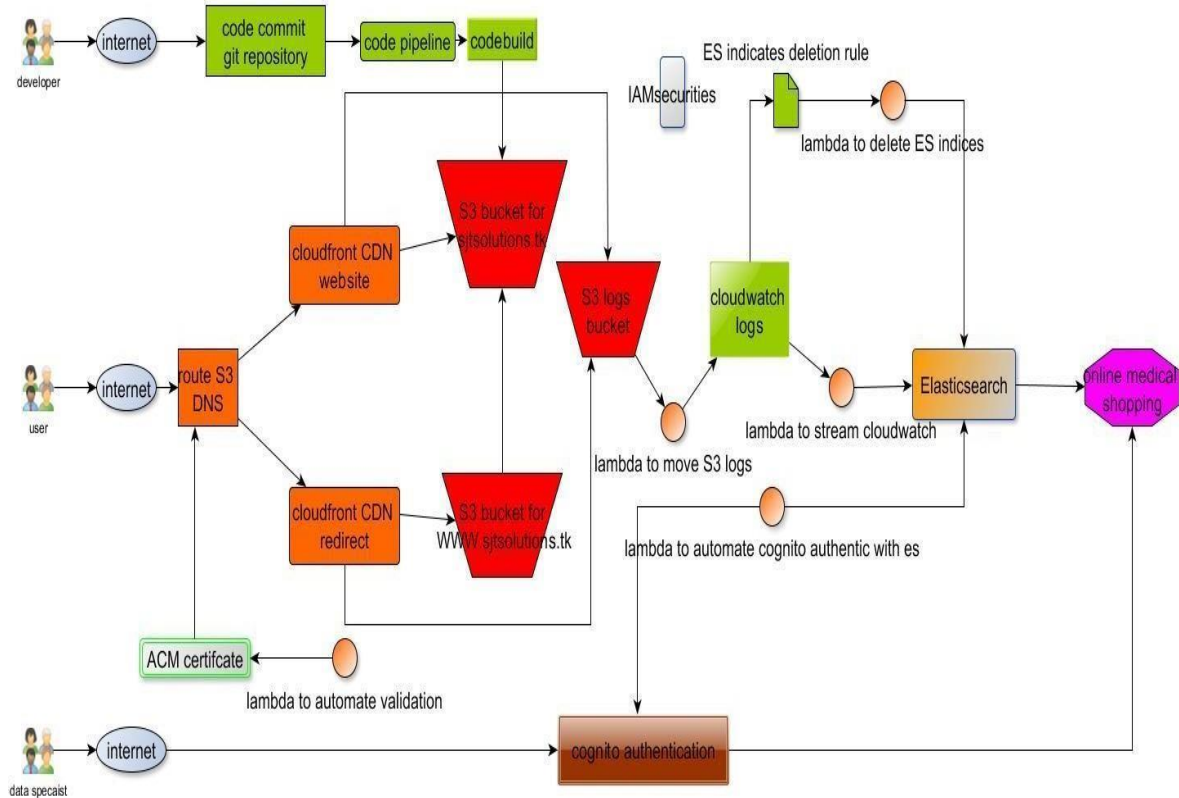 developer
internet
code commit
git repository
code pipeline
codebuild
ES indicates deletion rule
IAMsecurities
lambda to delete ES indices
S3 bucket for
sjtsolutions.tk
cloudfront CDN
website
S3 logs
bucket
cloudwatch
logs
user
internet
route S3
DNS
Elasticsearch
online medical
shopping
lambda to stream cloudwatch
lambda to move S3 logs
cloudfront CDN
redirect
S3 bucket for
WWW.sjtsolutions.tk
lambda to automate cognito authentic with es
ACM certifcate
lambda to automate validation
data specaist
internet
cognito authentication